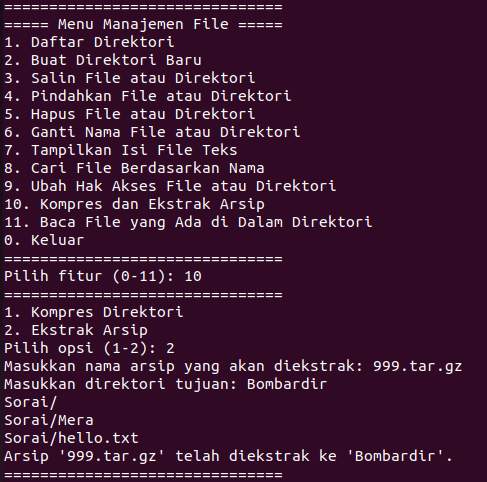 ===============================
===== Menu Manajemen File =====
1. Daftar Direktori
2. Buat Direktori Baru
3. Salin File atau Direktori
4. Pindahkan File atau Direktori
5. Hapus File atau Direktori
6. Ganti Nama File atau Direktori
7. Tampilkan Isi File Teks
8. Cari File Berdasarkan Nama
9. Ubah Hak Akses File atau Direktori
10. Kompres dan Ekstrak Arsip
11. Baca File yang Ada di Dalam Direktori
0. Keluar
===============================
Pilih fitur (0-11): 10
===============================
1. Kompres Direktori
2. Ekstrak Arsip
Pilih opsi (1-2): 2
Masukkan nama arsip yang akan diekstrak: 999.tar.gz
Masukkan direktori tujuan: Bombardir
Sorai/
Sorai/Mera
Sorai/hello.txt
Arsip '999.tar.gz' telah diekstrak ke 'Bombardir'.
===============================